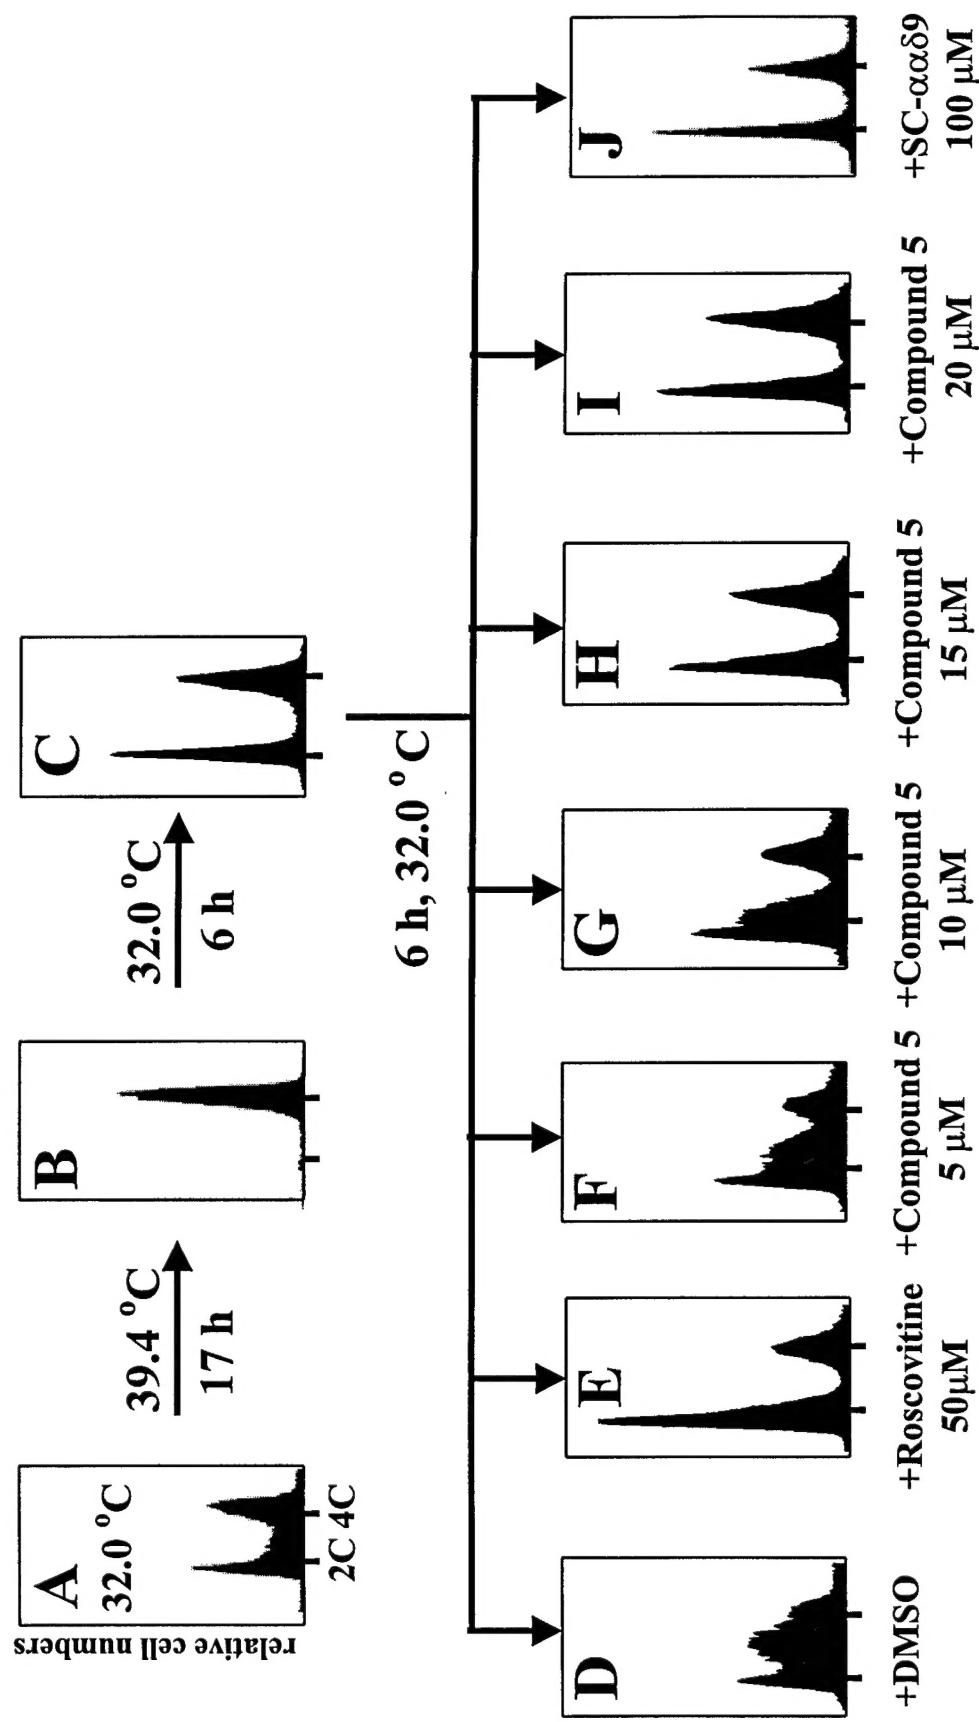 relative cell numbers
A
32.0 °C
2C 4C
39.4 °C
17 h
B
32.0 °C
6 h
C
6 h, 32.0 °C
D
+DMSO
E
+Roscovitine
50μM
F
+Compound 5
5 μM
G
+Compound 5
10 μM
H
+Compound 5
15 μM
I
+Compound 5
20 μM
J
+SC-ααδ9
100 μM